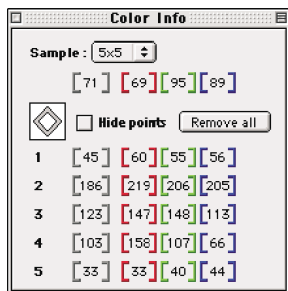 Color Info
Sample: 5x5
[71] [69] [95] [89]
Hide points Remove all
1 [45] [60] [55] [56]
2 [186] [219] [206] [205]
3 [123] [147] [148] [113]
4 [103] [158] [107] [66]
5 [33] [33] [40] [44]